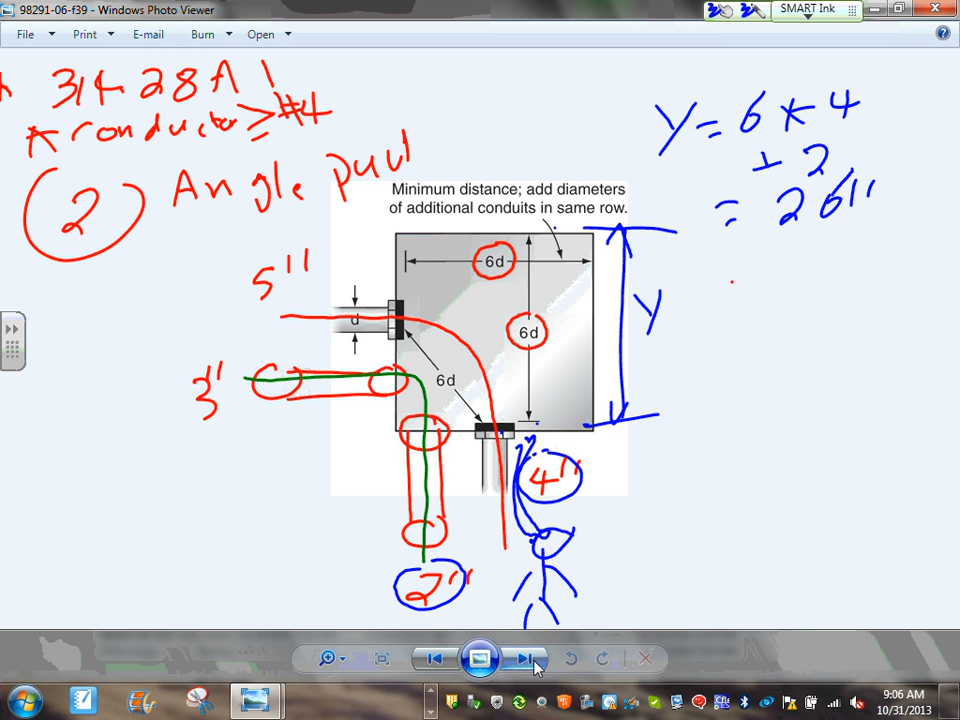 98291-06-f39 - Windows Photo Viewer
SMART Ink
File Print E-mail Burn Open
314-28 A 1
* conductor ≥ #4
(2) Angle pull
Y = 6 * 4
+ 2
= 26"
Minimum distance; add diameters
of additional conduits in same row.
5"
6d
Y
d
6d
3"
6d
4"
2"
9:06 AM
10/31/2013